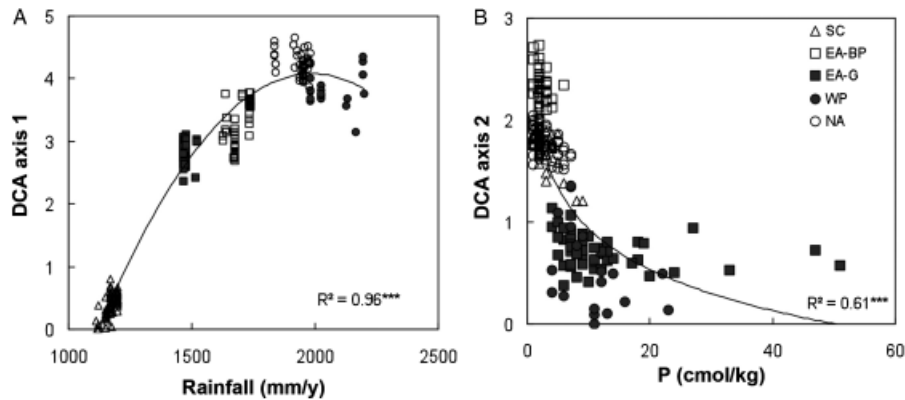 A
5
4
3
2
1
0
DCA axis 1
R² = 0.96***
1000 1500 2000 2500
Rainfall (mm/y)
B
3
2
1
0
DCA axis 2
SC
EA-BP
EA-G
WP
NA
R² = 0.61***
0 20 40 60
P (cmol/kg)